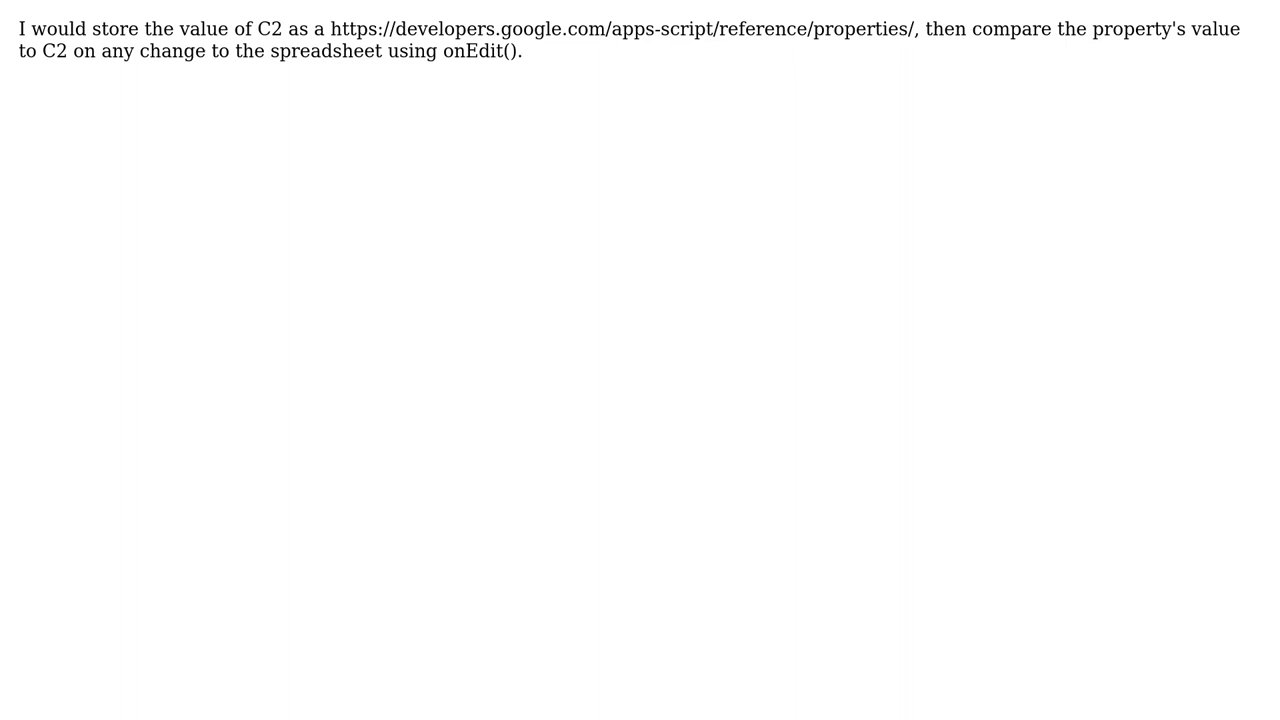 I would store the value of C2 as a https://developers.google.com/apps-script/reference/properties/, then compare the property's value
to C2 on any change to the spreadsheet using onEdit().